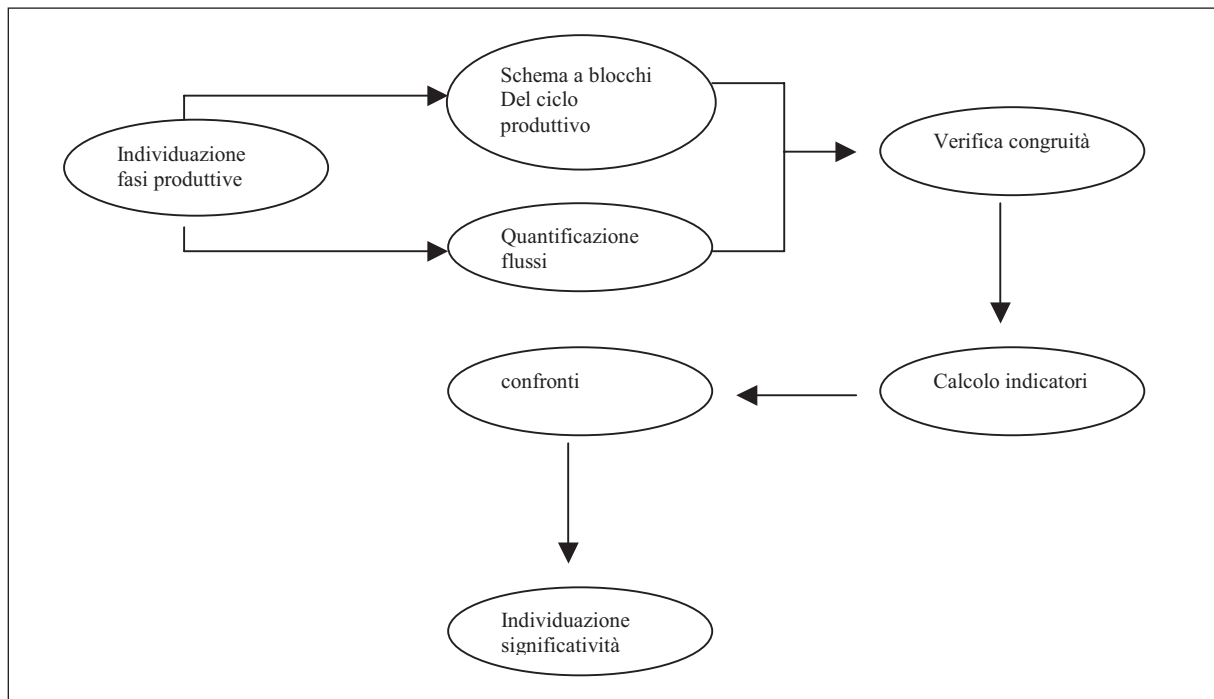 Individuazione
fasi produttive
Schema a blocchi
Del ciclo
produttivo
Quantificazione
flussi
Verifica congruità
Calcolo indicatori
confronti
Individuazione
significatività